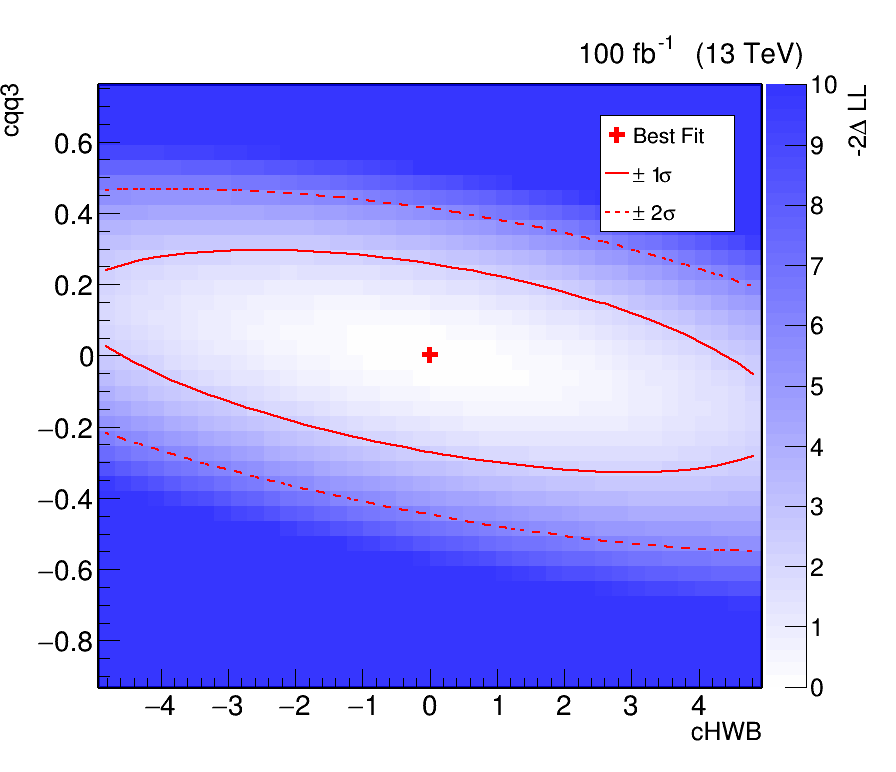 100 fb⁻¹ (13 TeV)
cqq3
-2Δ LL
Best Fit
± 1σ
± 2σ
0.6
0.4
0.2
0
−0.2
−0.4
−0.6
−0.8
10
9
8
7
6
5
4
3
2
1
0
−4 −3 −2 −1 0 1 2 3 4
cHWB